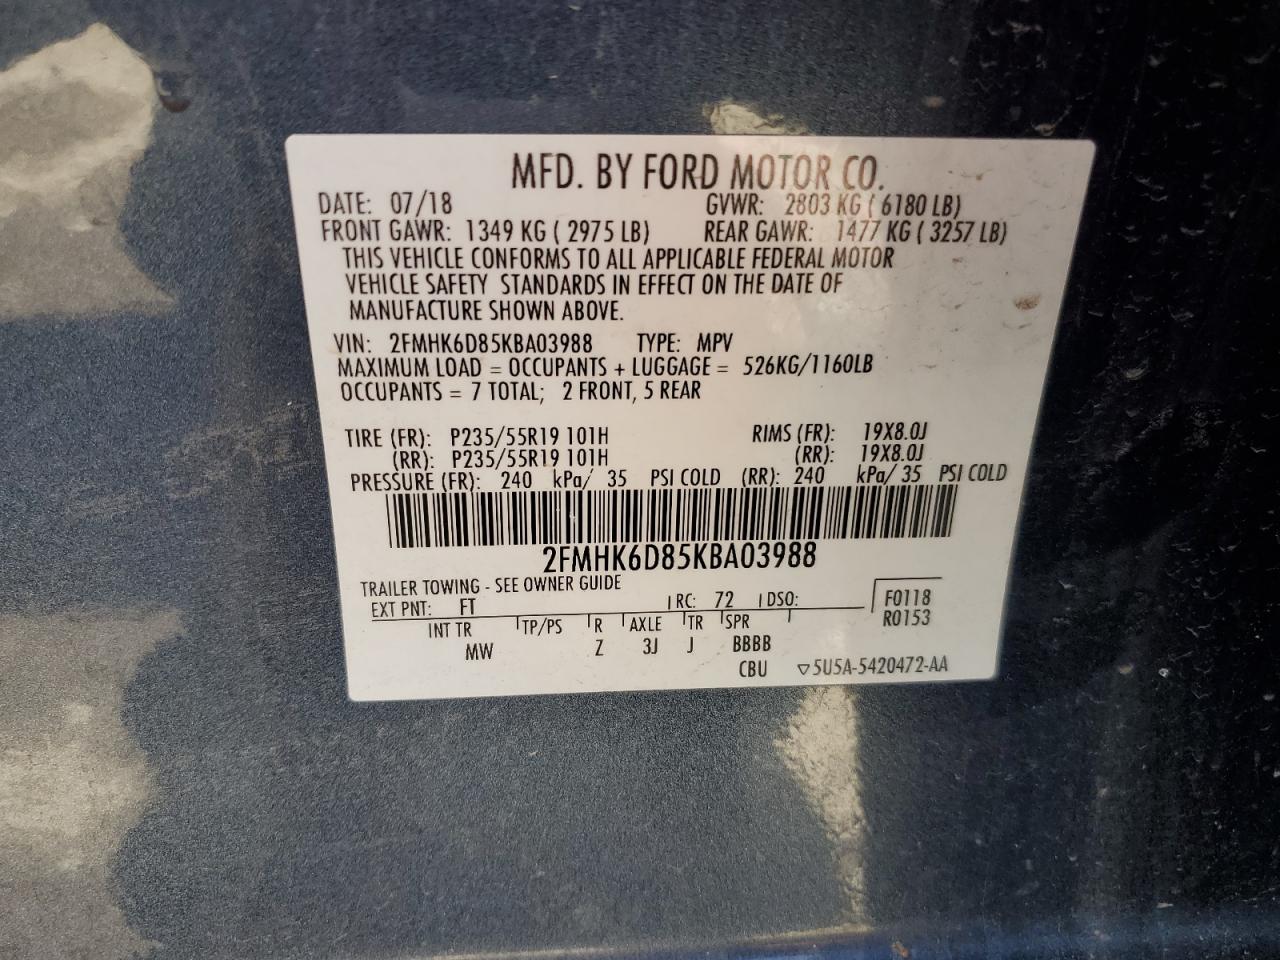 MFD. BY FORD MOTOR CO.
DATE: 07/18 GVWR: 2803 KG ( 6180 LB)
FRONT GAWR: 1349 KG ( 2975 LB) REAR GAWR: 1477 KG ( 3257 LB)
THIS VEHICLE CONFORMS TO ALL APPLICABLE FEDERAL MOTOR
VEHICLE SAFETY STANDARDS IN EFFECT ON THE DATE OF
MANUFACTURE SHOWN ABOVE.
VIN: 2FMHK6D85KBA03988 TYPE: MPV
MAXIMUM LOAD = OCCUPANTS + LUGGAGE = 526KG/1160LB
OCCUPANTS = 7 TOTAL; 2 FRONT, 5 REAR
TIRE (FR): P235/55R19 101H RIMS (FR): 19X8.0J
(RR): P235/55R19 101H (RR): 19X8.0J
PRESSURE (FR): 240 kPa/ 35 PSI COLD (RR): 240 kPa/ 35 PSI COLD
2FMHK6D85KBA03988
TRAILER TOWING - SEE OWNER GUIDE
EXT PNT: FT RC: 72 DSO: F0118
R0153
INT TR TP/PS R AXLE TR SPR
MW Z 3J J BBBB
CBU ▽5U5A-5420472-AA